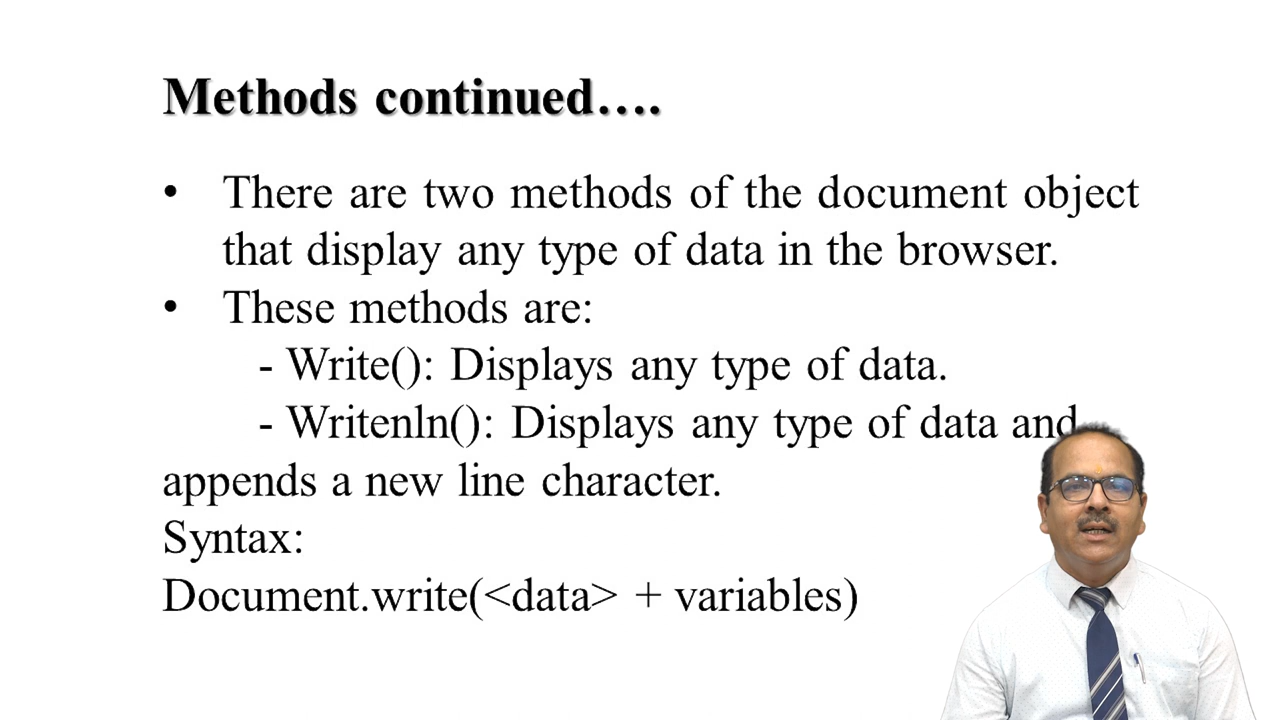 Methods continued….
• There are two methods of the document object
that display any type of data in the browser.
• These methods are:
- Write(): Displays any type of data.
- Writenln(): Displays any type of data and
appends a new line character.
Syntax:
Document.write(<data> + variables)